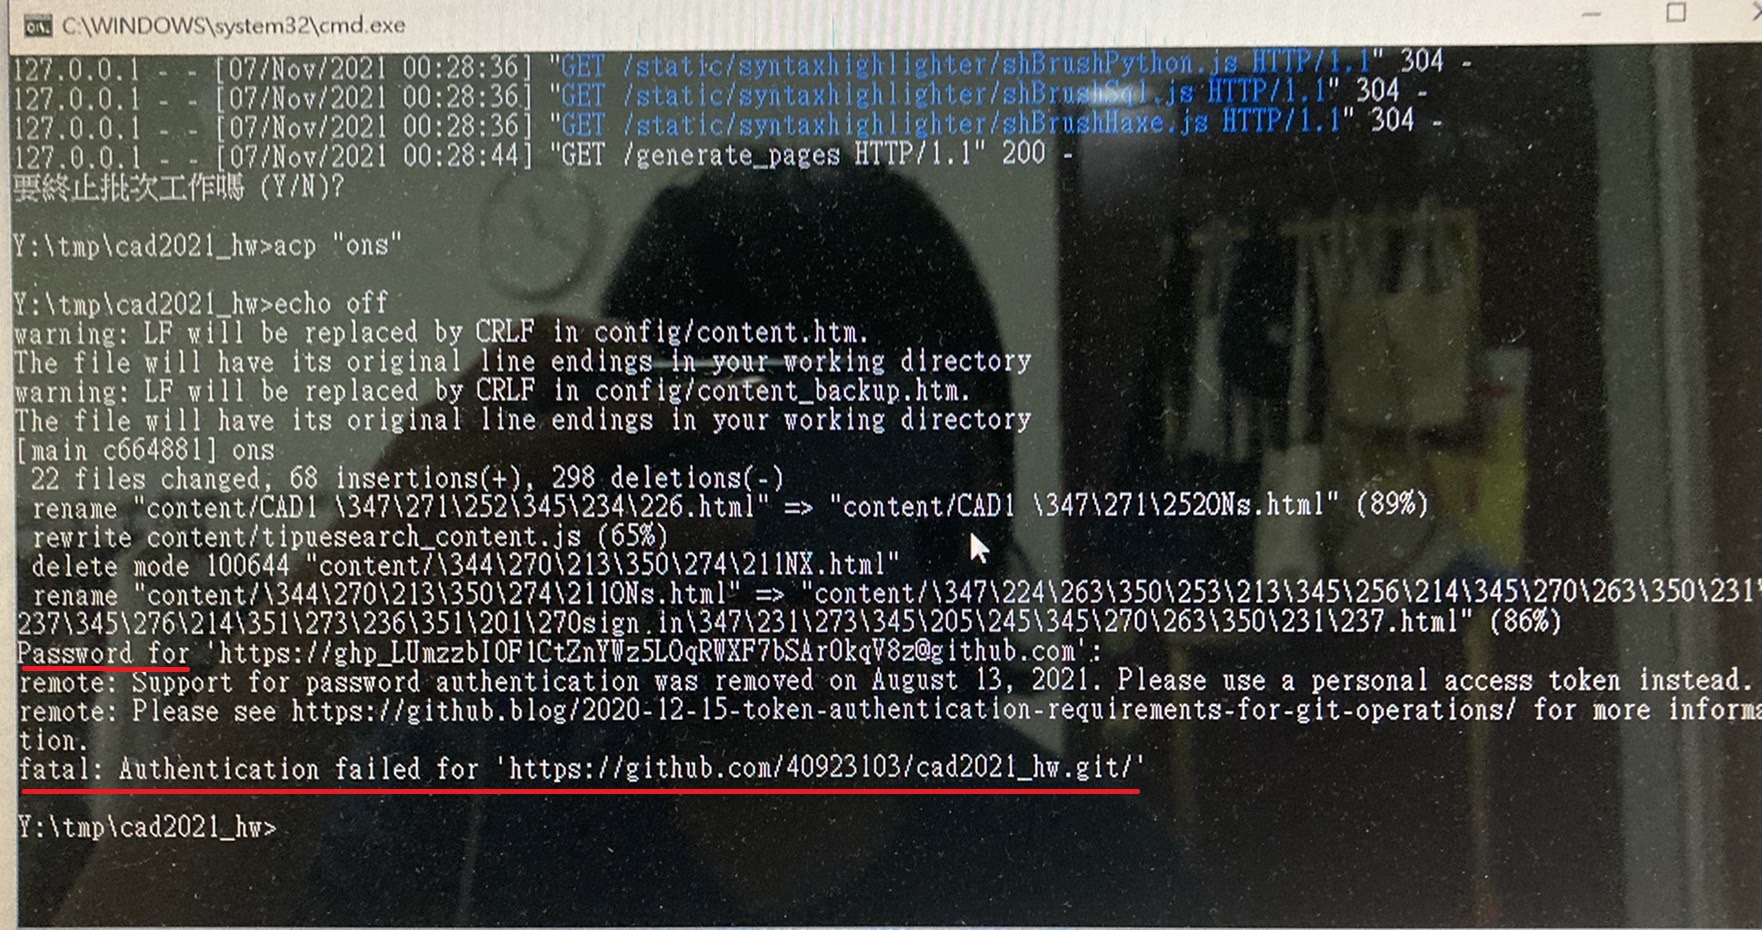 C:\WINDOWS\system32\cmd.exe
127.0.0.1 - - [07/Nov/2021 00:28:36] "GET /static/syntaxhighlighter/shBrushPython.js HTTP/1.1" 304 -
127.0.0.1 - - [07/Nov/2021 00:28:36] "GET /static/syntaxhighlighter/shBrushSql.js HTTP/1.1" 304 -
127.0.0.1 - - [07/Nov/2021 00:28:36] "GET /static/syntaxhighlighter/shBrushHaxe.js HTTP/1.1" 304 -
127.0.0.1 - - [07/Nov/2021 00:28:44] "GET /generate_pages HTTP/1.1" 200 -
要終止批次工作嗎 (Y/N)?
Y:\tmp\cad2021_hw>acp "ons"
Y:\tmp\cad2021_hw>echo off
warning: LF will be replaced by CRLF in config/content.htm.
The file will have its original line endings in your working directory
warning: LF will be replaced by CRLF in config/content_backup.htm.
The file will have its original line endings in your working directory
[main c664881] ons
22 files changed, 68 insertions(+), 298 deletions(-)
rename "content/CAD1 \347\271\252\345\234\226.html" => "content/CAD1 \347\271\252ONs.html" (89%)
rewrite content/tipuesearch_content.js (65%)
delete mode 100644 "content/\344\270\213\350\274\211NX.html"
rename "content/\344\270\213\350\274\211ONs.html" => "content/\347\224\263\350\253\213\345\256\214\345\270\263\350\231\
237\345\276\214\351\273\236\351\201\270sign in\347\231\273\345\205\245\345\270\263\350\231\237.html" (86%)
Password for
remote: Support for password authentication was removed on August 13, 2021. Please use a personal access token instead.
remote: Please see https://github.blog/2020-12-15-token-authentication-requirements-for-git-operations/ for more informa
tion.
fatal: Authentication failed for 'https://github.com/40923103/cad2021_hw.git/'
Y:\tmp\cad2021_hw>